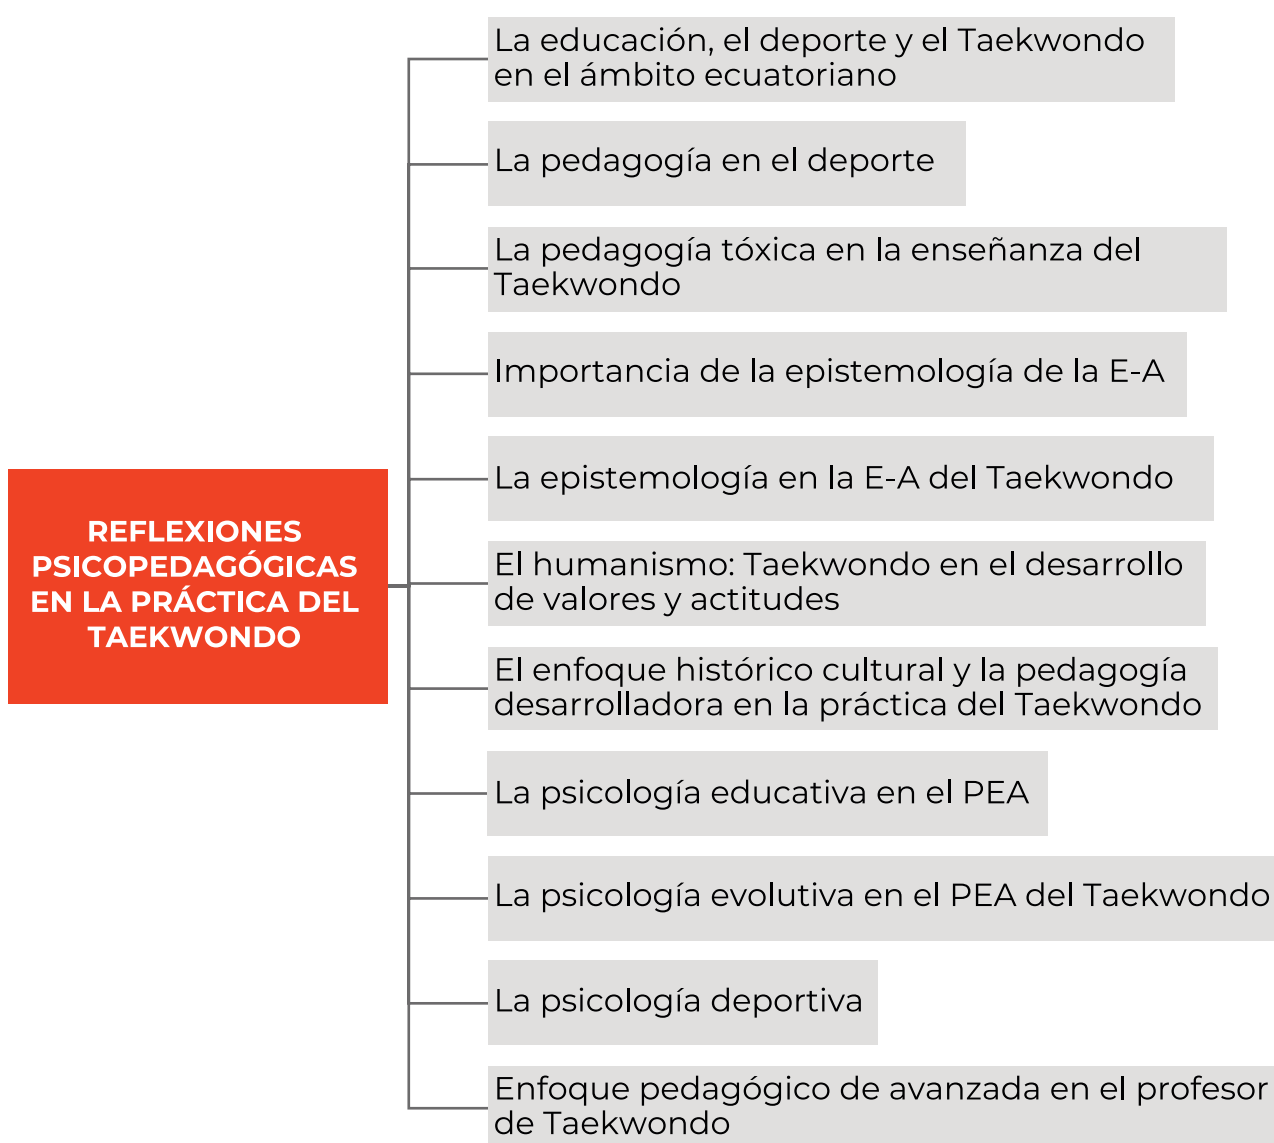 La educación, el deporte y el Taekwondo
en el ámbito ecuatoriano
La pedagogía en el deporte
La pedagogía tóxica en la enseñanza del
Taekwondo
Importancia de la epistemología de la E-A
La epistemología en la E-A del Taekwondo
REFLEXIONES
PSICOPEDAGÓGICAS
EN LA PRÁCTICA DEL
TAEKWONDO
El humanismo: Taekwondo en el desarrollo
de valores y actitudes
El enfoque histórico cultural y la pedagogía
desarrolladora en la práctica del Taekwondo
La psicología educativa en el PEA
La psicología evolutiva en el PEA del Taekwondo
La psicología deportiva
Enfoque pedagógico de avanzada en el profesor
de Taekwondo